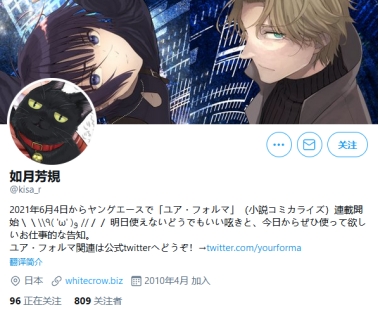 关注
如月芳規
@kisa_r
2021年6月4日からヤングエースで「ユア・フォルマ」（小説コミカライズ）連載開
始＼＼\\٩( 'ω' )و //／／ 明日使えないどうでもいい呟きと、今日からぜひ使って欲し
いお仕事的な告知。
ユア・フォルマ関連は公式twitterへどうぞ！→twitter.com/yourforma
翻译简介
日本 whitecrow.biz 2010年4月 加入
96 正在关注 809 关注者